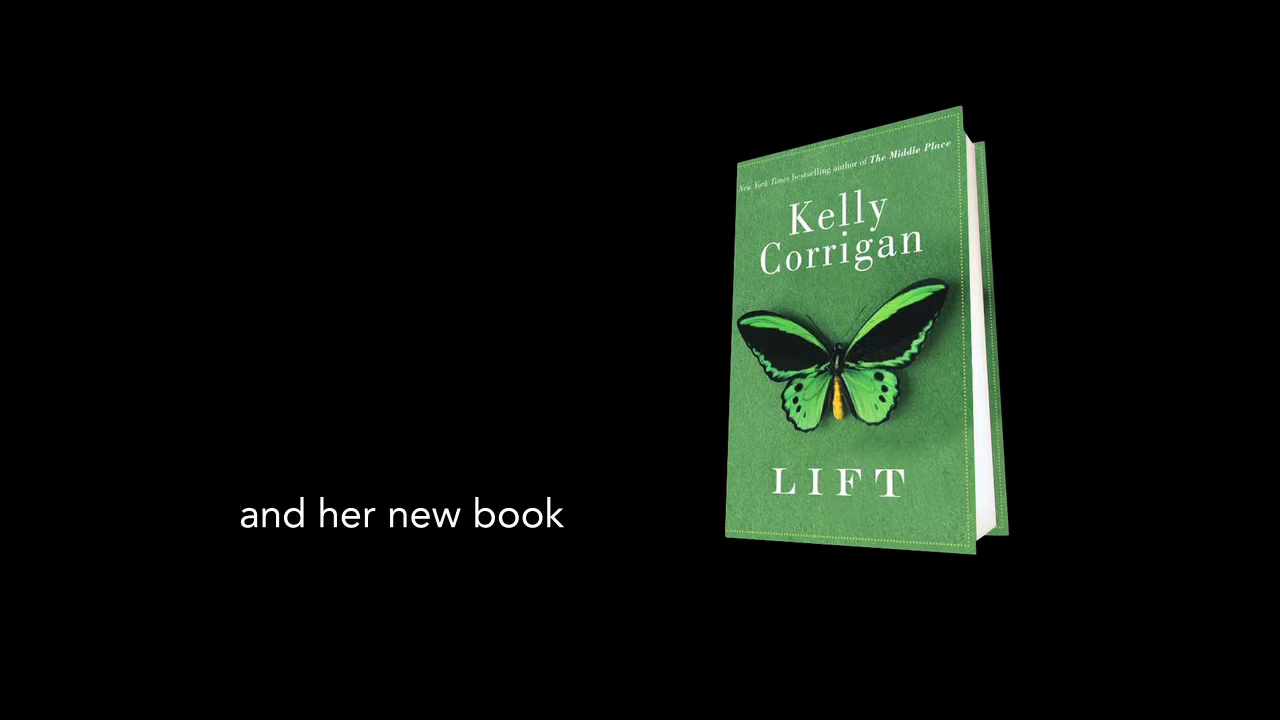 and her new book
New York Times bestselling author of The Middle Place
Kelly
Corrigan
LIFT